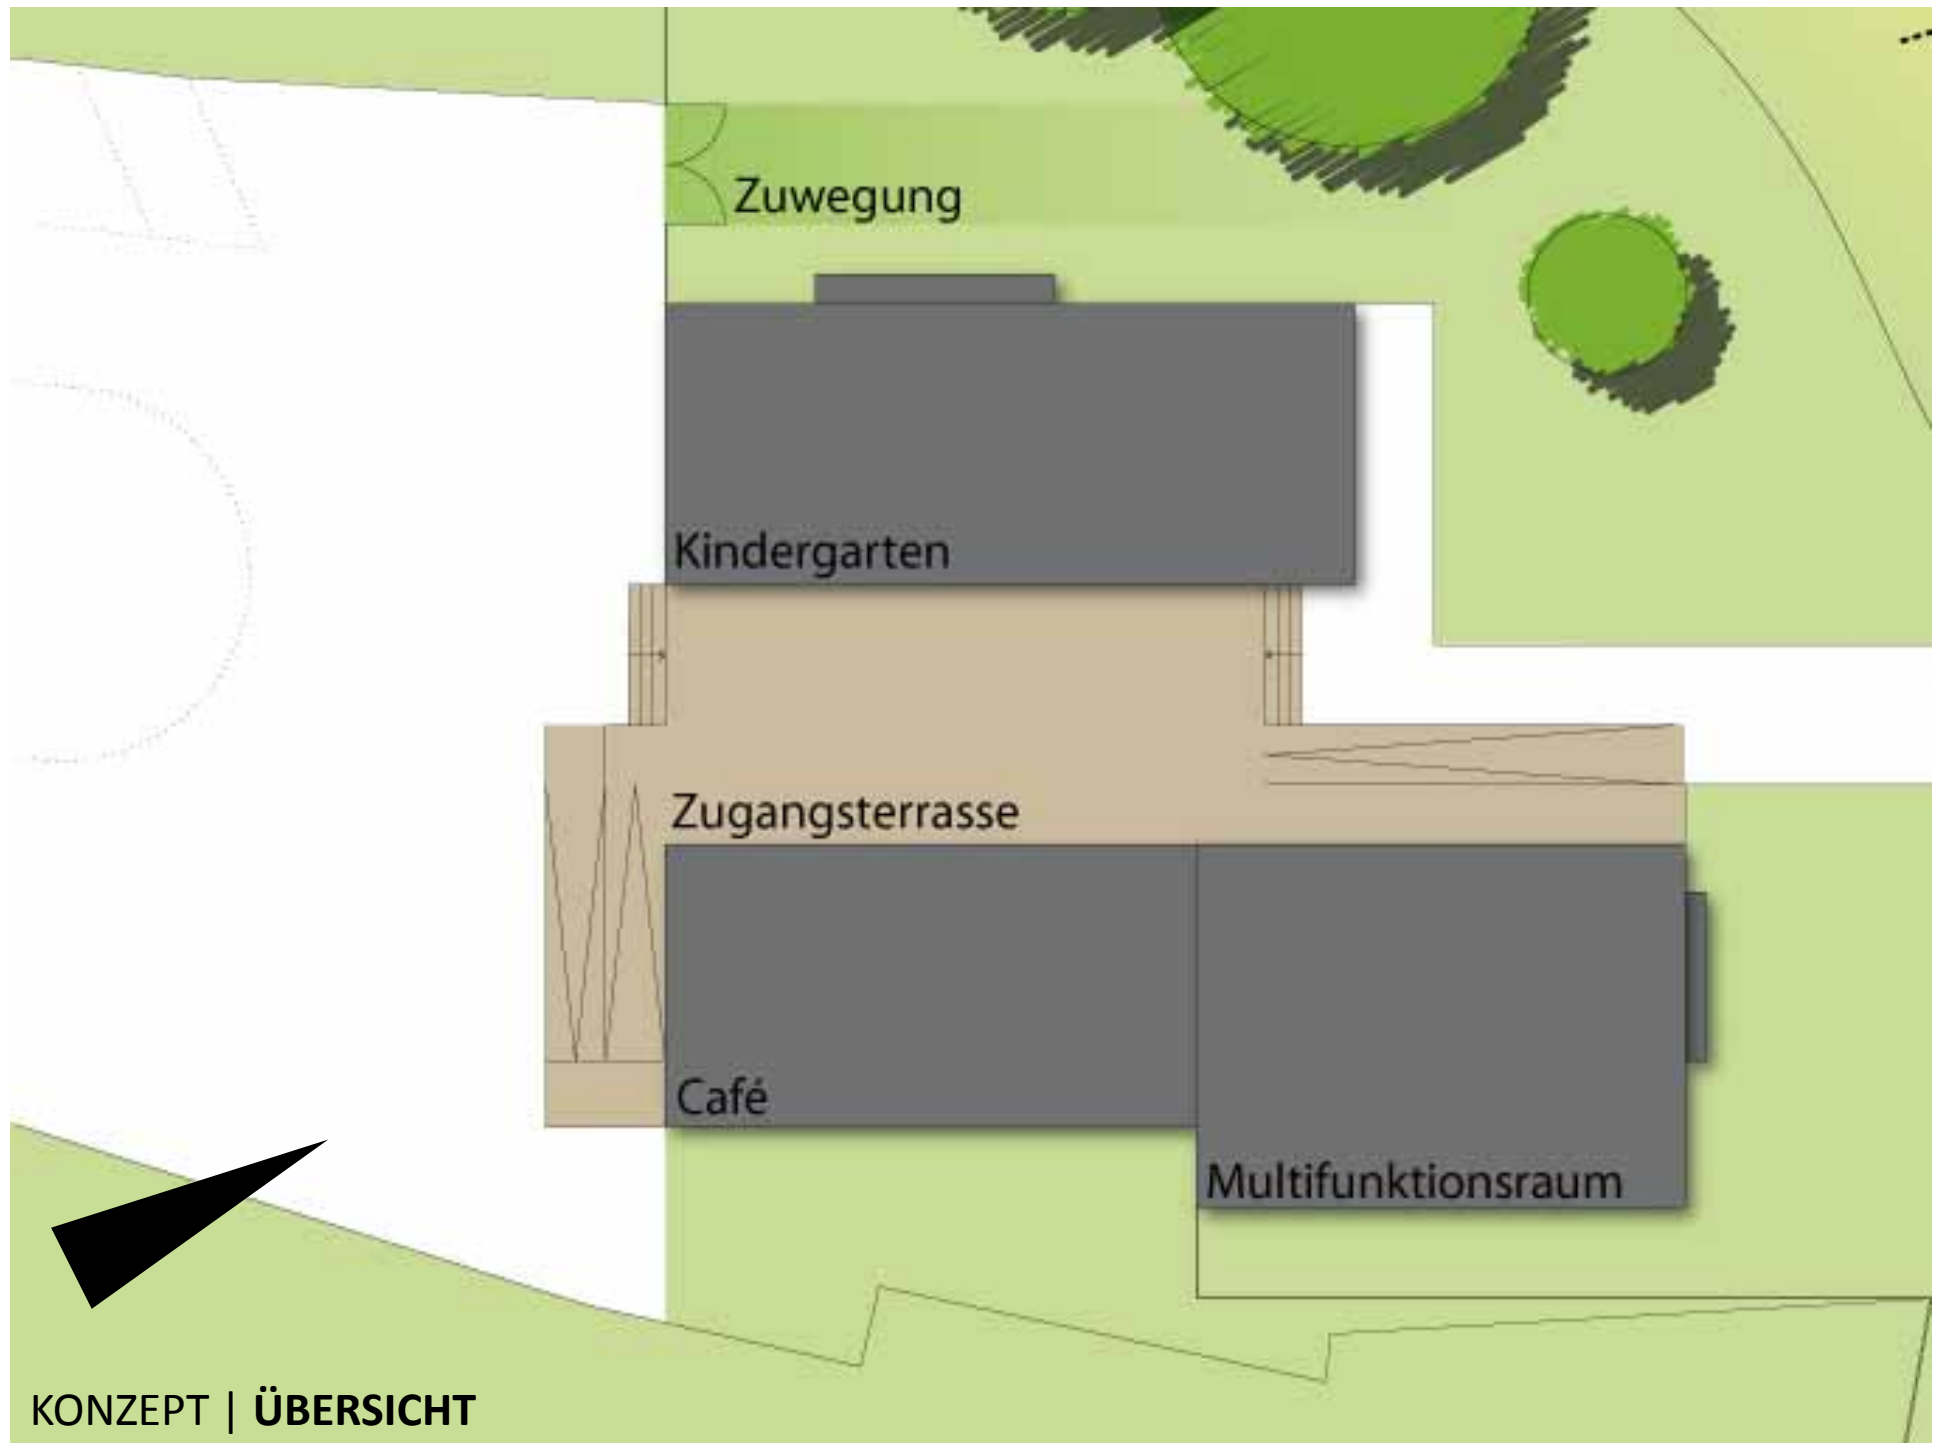 Zuwegung
Kindergarten
Zugangsterrasse
Café
Multifunktionsraum
KONZEPT | ÜBERSICHT